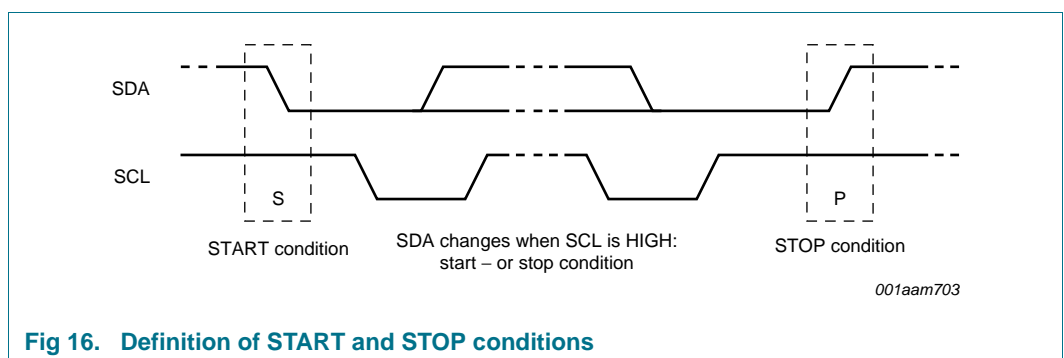 SDA
SCL
S
P
START condition
SDA changes when SCL is HIGH:
start – or stop condition
STOP condition
001aam703
Fig 16. Definition of START and STOP conditions